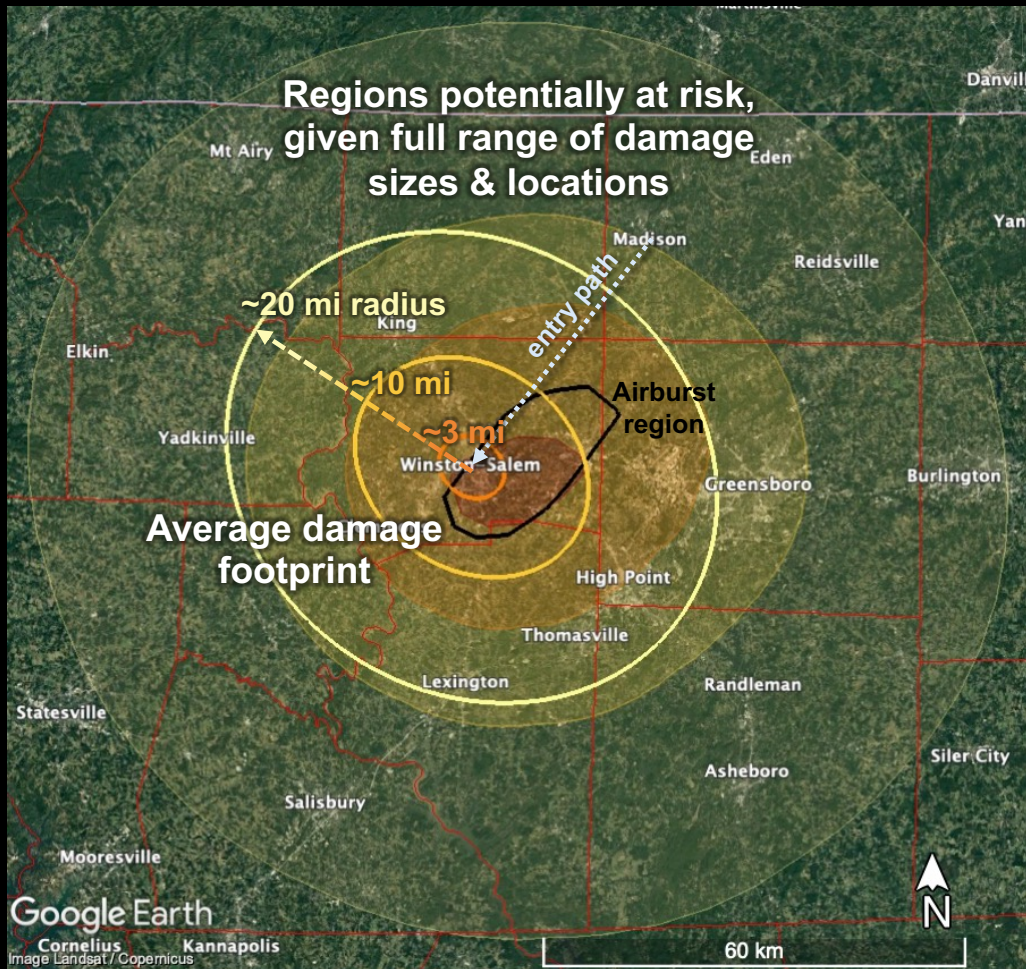 Martinsville
Danvill
Regions potentially at risk,
given full range of damage
sizes & locations
Mt Airy
Eden
Yan
Madison
Reidsville
entry path
~20 mi radius
King
Elkin
~10 mi
Airburst
region
~3 mi
Yadkinville
Winston-Salem
Greensboro
Burlington
Average damage
footprint
High Point
Thomasville
Lexington
Randleman
Statesville
Siler City
Asheboro
Salisbury
Mooresville
N
Google Earth
Cornelius
Kannapolis
60 km
Image Landsat / Copernicus